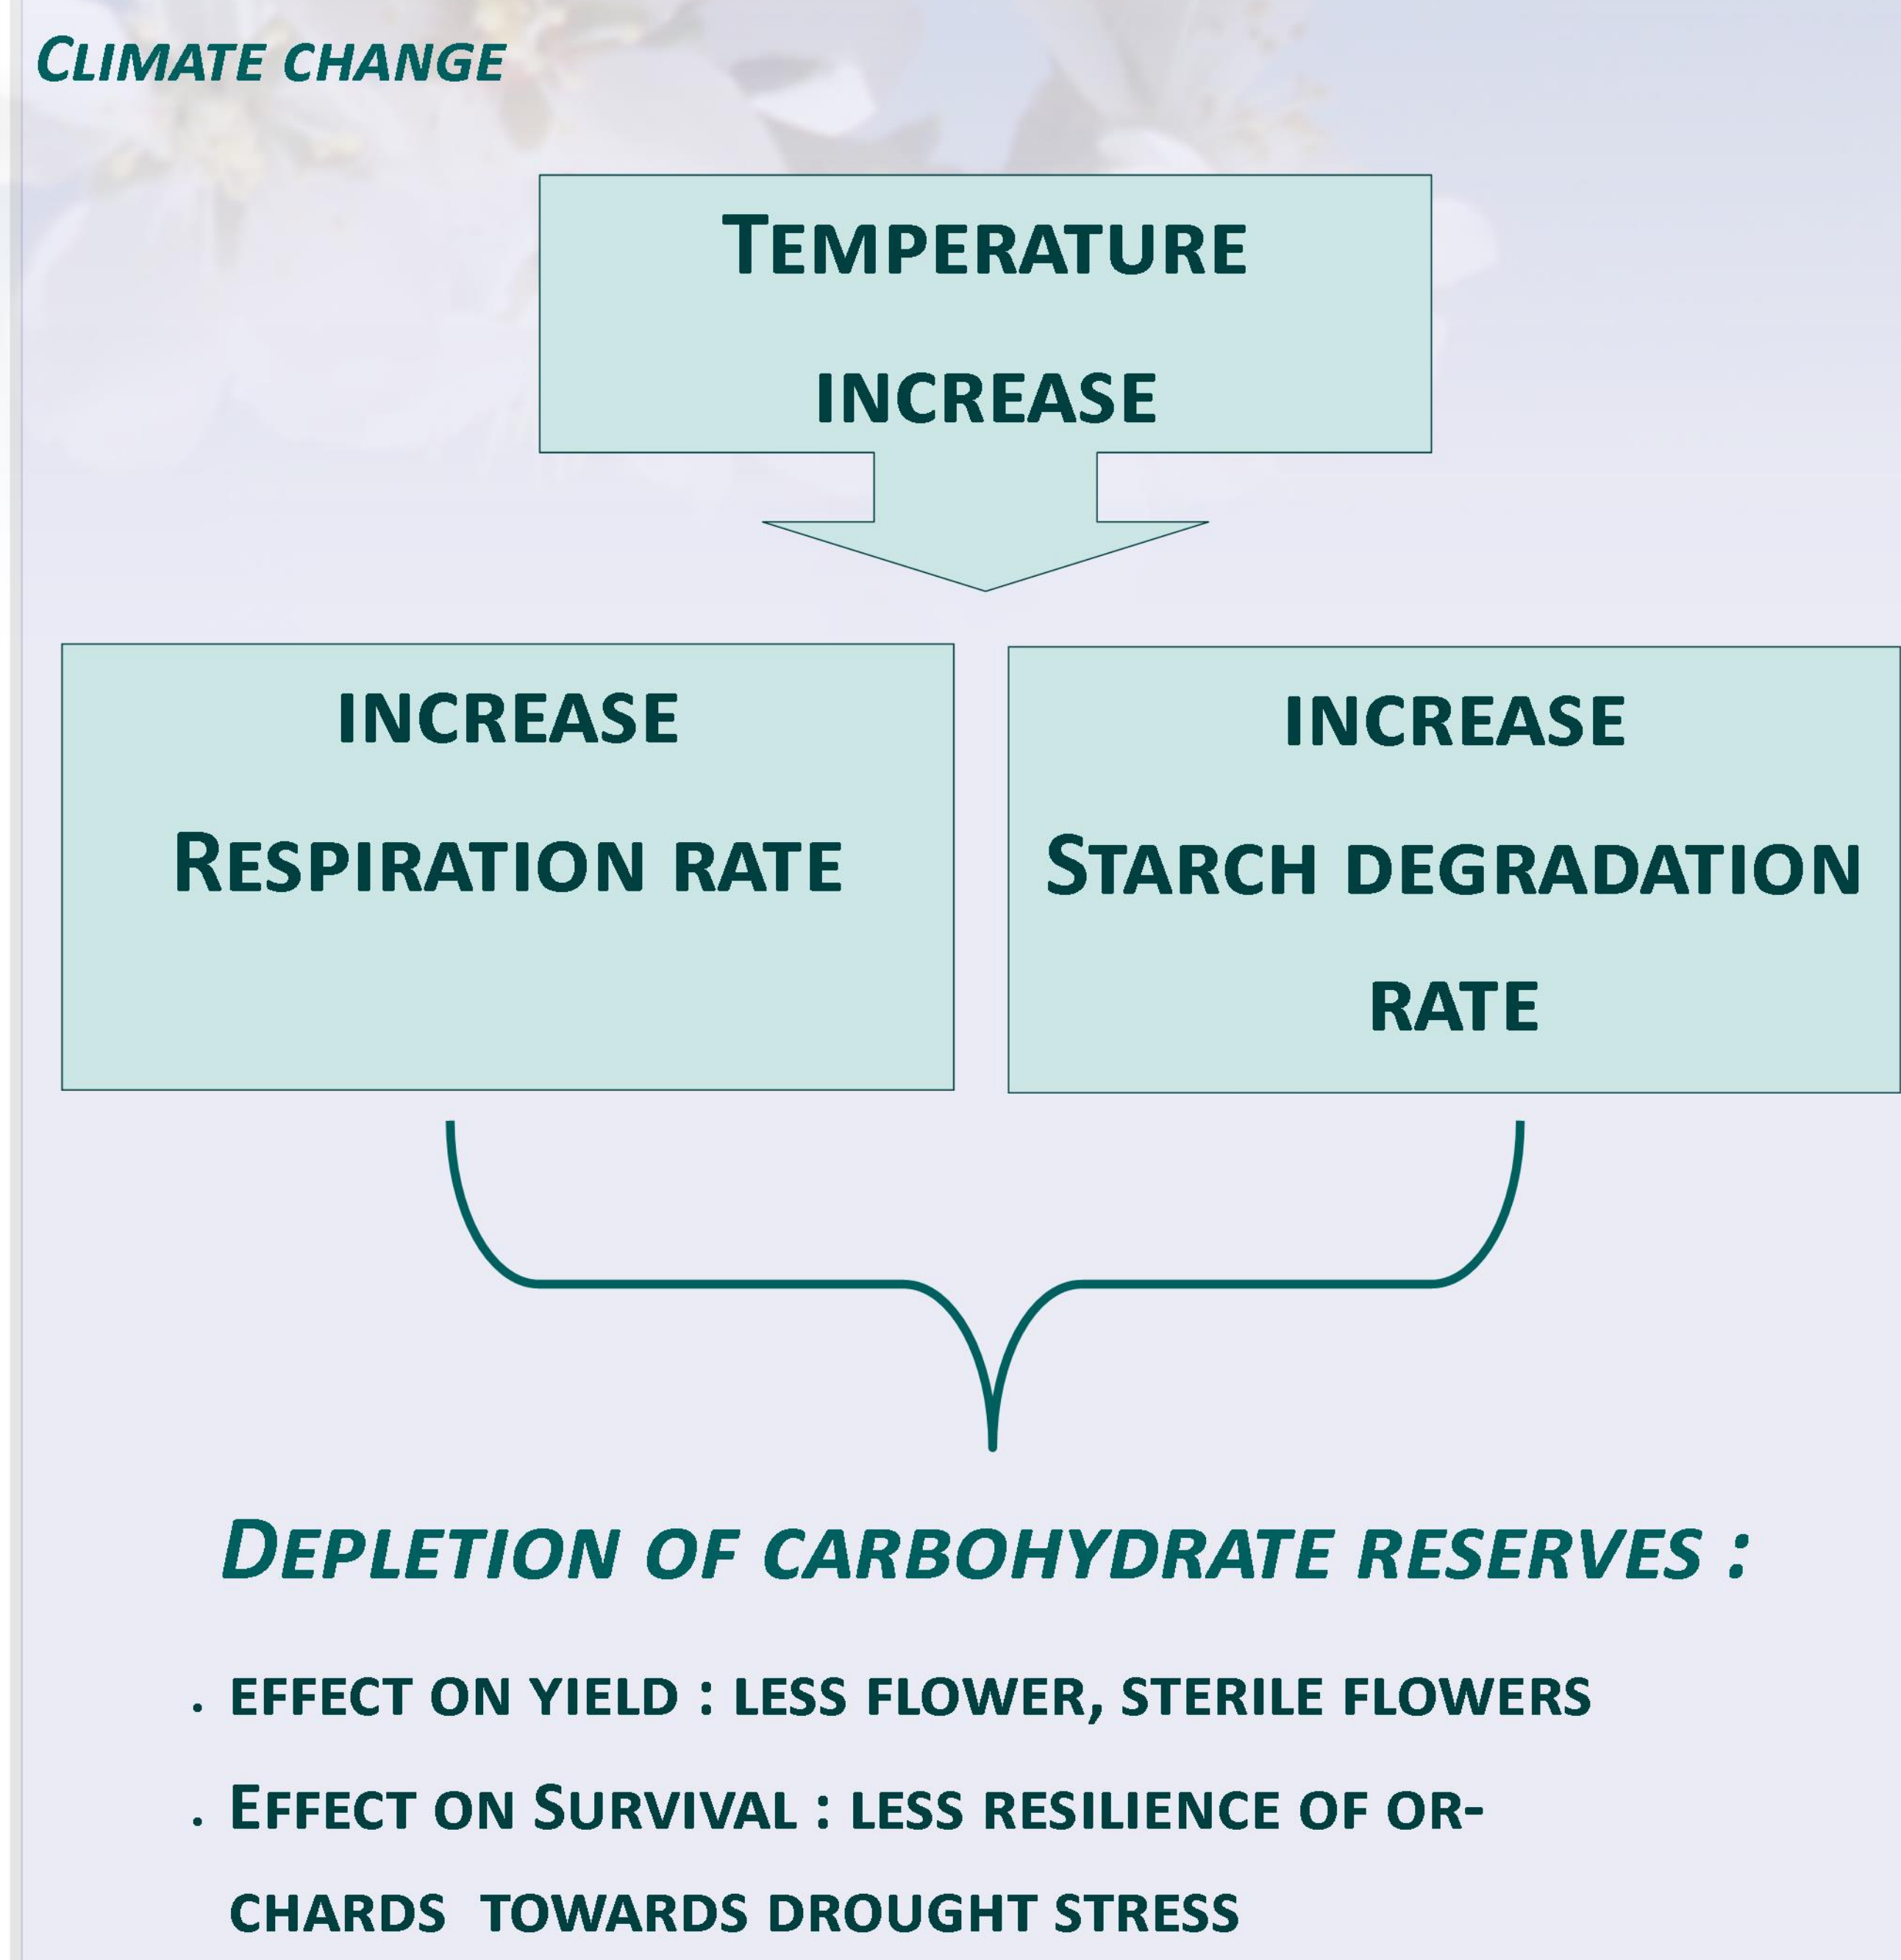 CLIMATE CHANGE
TEMPERATURE
INCREASE
INCREASE
RESPIRATION RATE
INCREASE
STARCH DEGRADATION
RATE
DEPLETION OF CARBOHYDRATE RESERVES :
. EFFECT ON YIELD : LESS FLOWER, STERILE FLOWERS
. EFFECT ON SURVIVAL : LESS RESILIENCE OF OR-
CHARDS TOWARDS DROUGHT STRESS